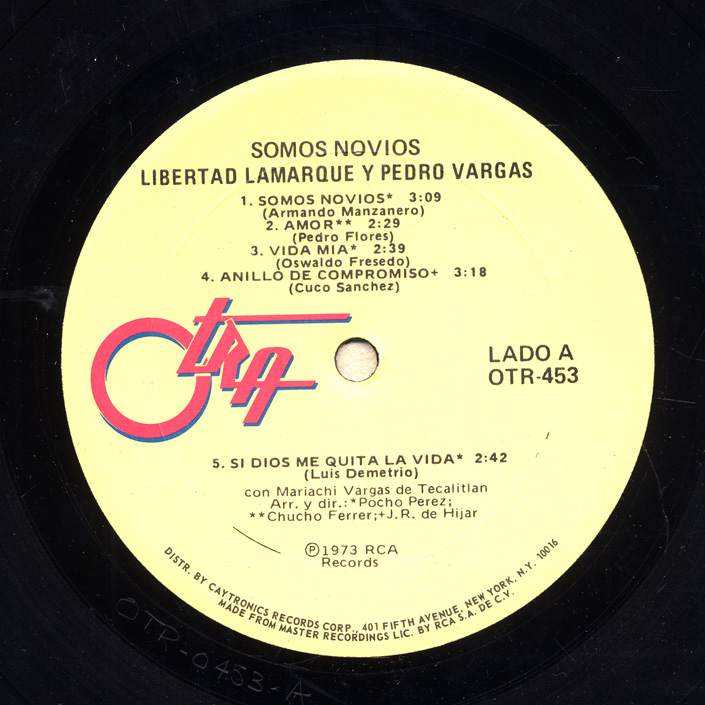 SOMOS NOVIOS
LIBERTAD LAMARQUE Y PEDRO VARGAS
1. SOMOS NOVIOS* 3:09
(Armando Manzanero)
2. AMOR** 2:29
(Pedro Flores)
3. VIDA MIA* 2:39
(Oswaldo Fresedo)
4. ANILLO DE COMPROMISO+ 3:18
(Cuco Sanchez)
OtRA
LADO A
OTR-453
5. SI DIOS ME QUITA LA VIDA* 2:42
(Luis Demetrio)
con Mariachi Vargas de Tecalitlan
Arr. y dir.:*Pocho Perez;
**Chucho Ferrer;+J.R. de Hijar
Ⓟ1973 RCA
Records
DISTR. BY CAYTRONICS RECORDS CORP., 401 FIFTH AVENUE, NEW YORK, N.Y. 10016
MADE FROM MASTER RECORDINGS LIC. BY RCA S.A. DE C.V.
OTR-0453-A